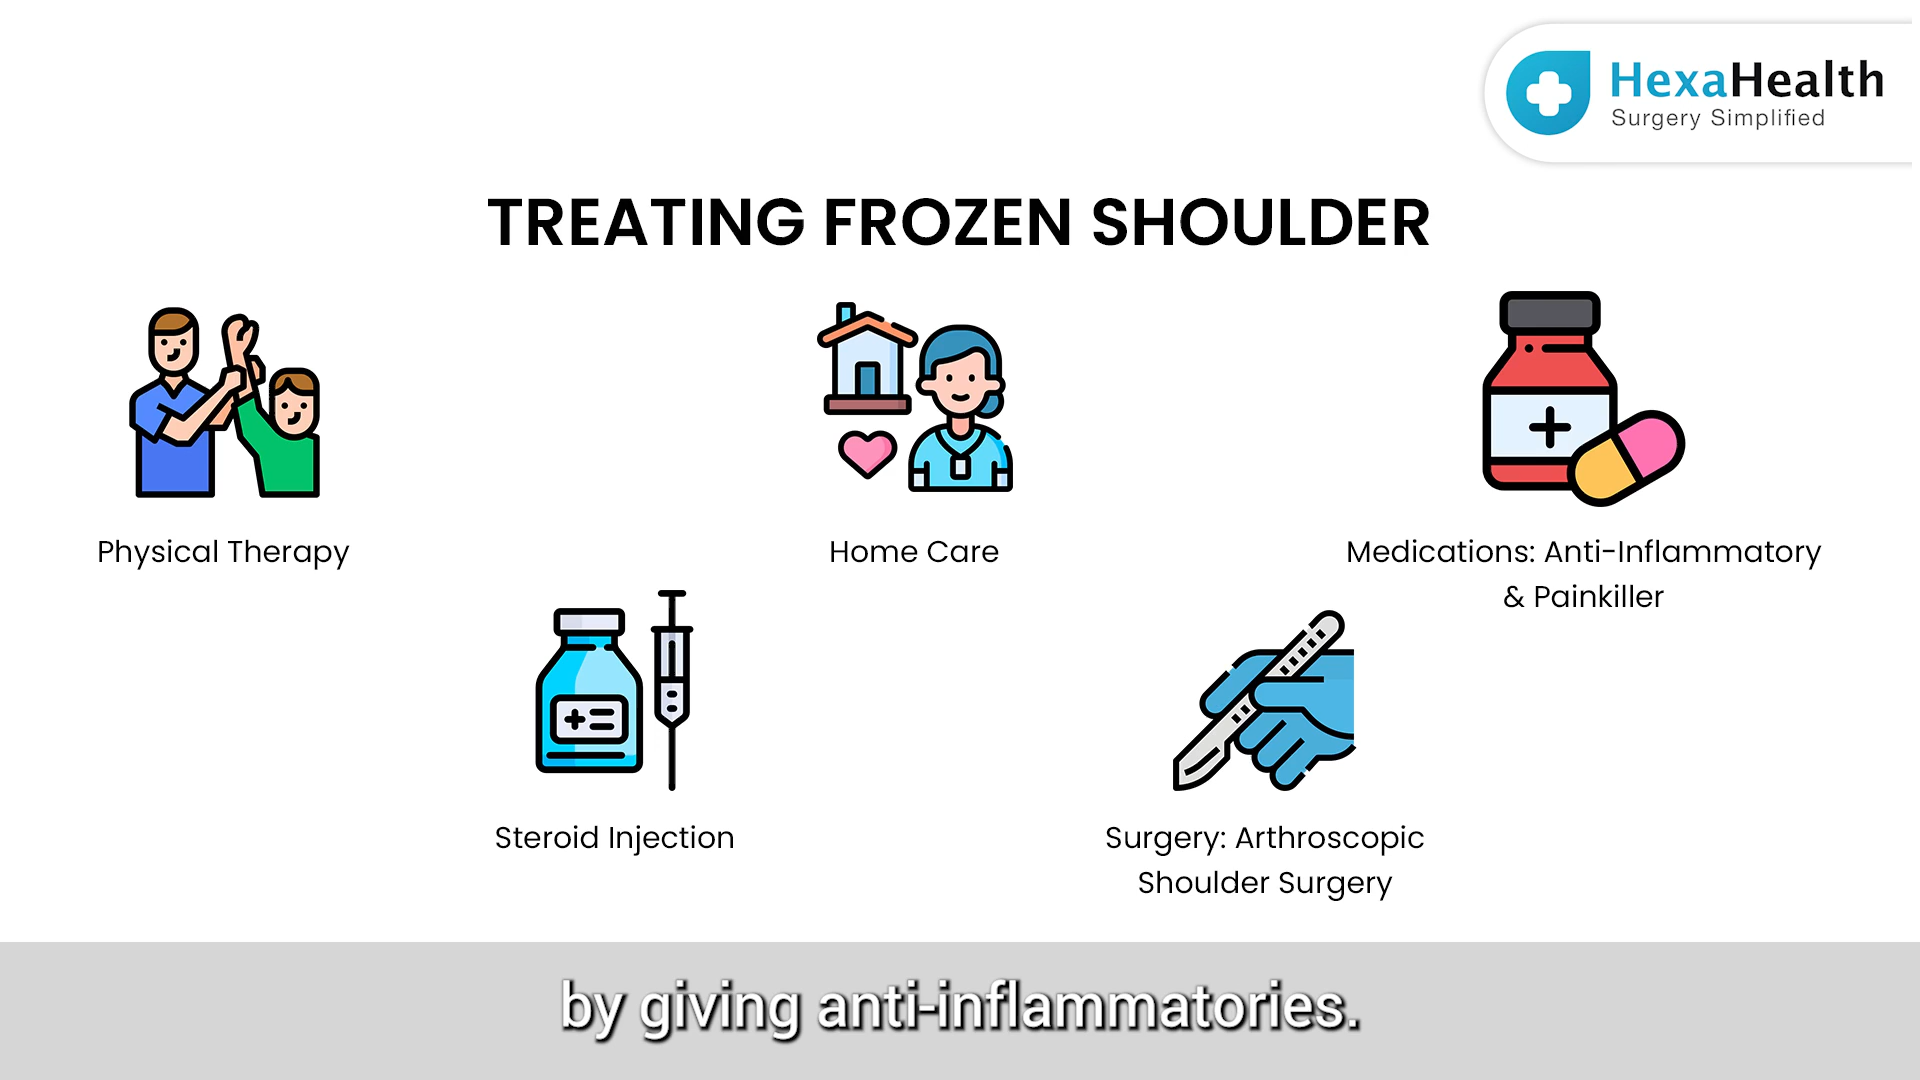 HexaHealth
Surgery Simplified
TREATING FROZEN SHOULDER
Physical Therapy
Home Care
Medications: Anti-Inflammatory
& Painkiller
Steroid Injection
Surgery: Arthroscopic
Shoulder Surgery
by giving anti-inflammatories.